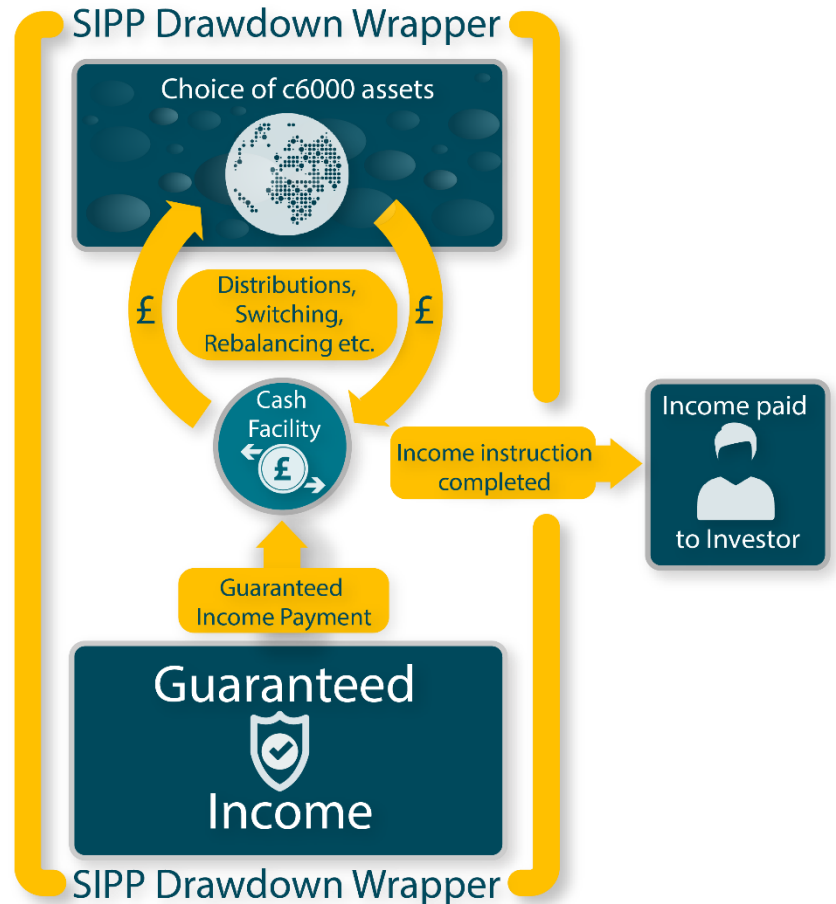 SIPP Drawdown Wrapper
Choice of c6000 assets
£
Distributions,
Switching,
Rebalancing etc.
£
Cash
Facility
£
Income instruction
completed
Income paid
to Investor
Guaranteed
Income Payment
Guaranteed
Income
SIPP Drawdown Wrapper